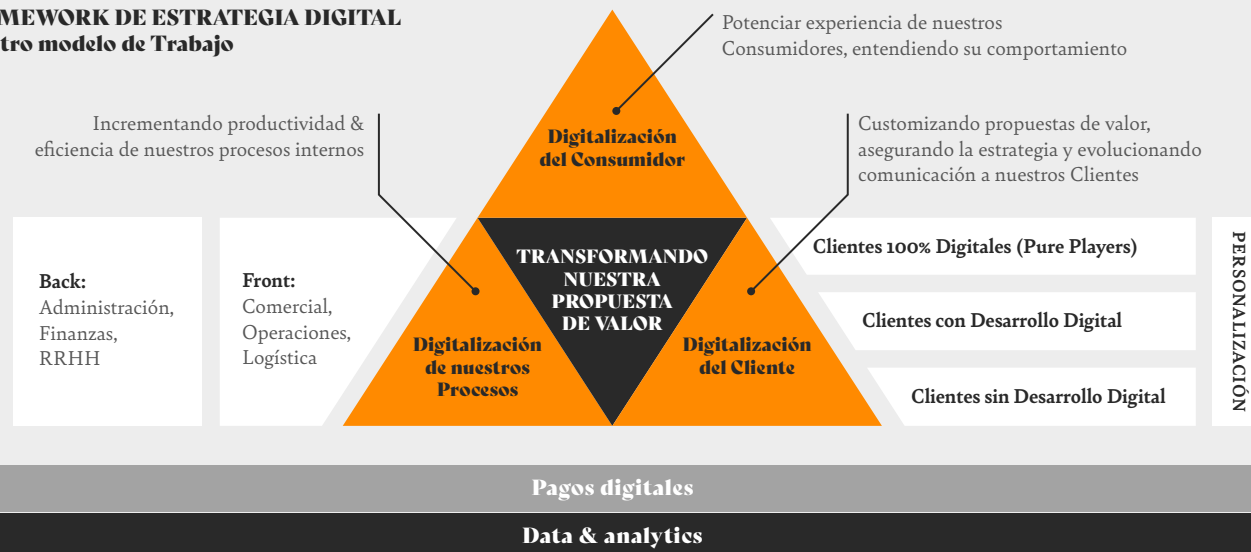 MEWORK DE ESTRATEGIA DIGITAL
tro modelo de Trabajo
Potenciar experiencia de nuestros
Consumidores, entendiendo su comportamiento
Incrementando productividad &
eficiencia de nuestros procesos internos
Customizando propuestas de valor,
asegurando la estrategia y evolucionando
comunicación a nuestros Clientes
Digitalización
del Consumidor
Back:
Administración,
Finanzas,
RRHH
Front:
Comercial,
Operaciones,
Logística
TRANSFORMANDO
NUESTRA
PROPUESTA
DE VALOR
Digitalización
de nuestros
Procesos
Digitalización
del Cliente
Clientes 100% Digitales (Pure Players)
Clientes con Desarrollo Digital
Clientes sin Desarrollo Digital
PERSONALIZACIÓN
Pagos digitales
Data & analytics